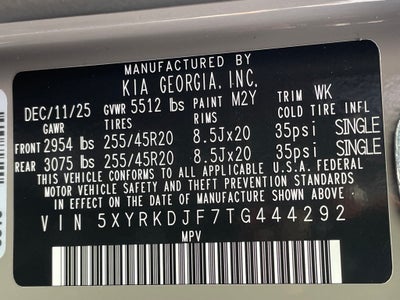 MANUFACTURED BY
KIA GEORGIA, INC.
DEC/11/25 GVWR 5512 lbs PAINT M2Y TRIM WK
GAWR TIRES RIMS COLD TIRE INFL
FRONT 2954 lbs 255/45R20 8.5Jx20 35psi SINGLE
REAR 3075 lbs 255/45R20 8.5Jx20 35psi SINGLE
THIS VEHICLE CONFORMS TO ALL APPLICABLE U.S.A. FEDERAL
MOTOR VEHICLE SAFETY AND THEFT PREVENTION STANDARDS
IN EFFECT ON THE DATE OF MANUFACTURE SHOWN ABOVE.
VIN 5XYRKDJF7TG444292
MPV